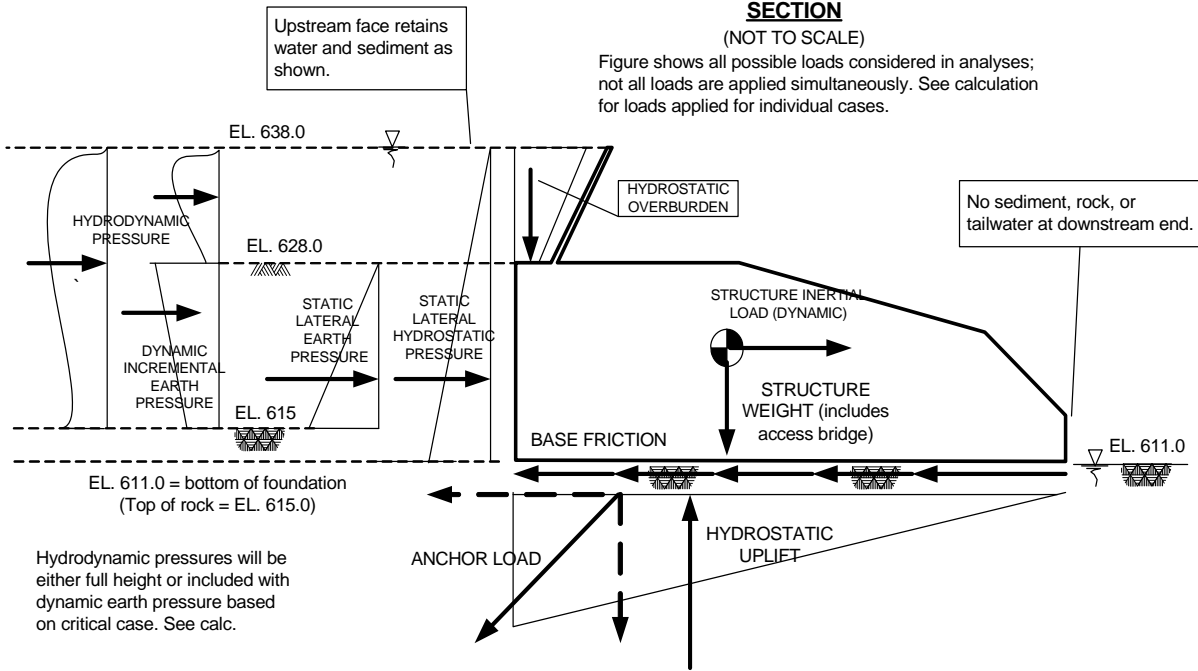 SECTION
(NOT TO SCALE)
Figure shows all possible loads considered in analyses;
not all loads are applied simultaneously. See calculation
for loads applied for individual cases.
Upstream face retains
water and sediment as
shown.
EL. 638.0
HYDROSTATIC
OVERBURDEN
No sediment, rock, or
tailwater at downstream end.
HYDRODYNAMIC
PRESSURE
EL. 628.0
STRUCTURE INERTIAL
LOAD (DYNAMIC)
STATIC
LATERAL
EARTH
PRESSURE
STATIC
LATERAL
HYDROSTATIC
PRESSURE
DYNAMIC
INCREMENTAL
EARTH
PRESSURE
STRUCTURE
WEIGHT (includes
access bridge)
EL. 615
BASE FRICTION
EL. 611.0
EL. 611.0 = bottom of foundation
(Top of rock = EL. 615.0)
ANCHOR LOAD
HYDROSTATIC
UPLIFT
Hydrodynamic pressures will be
either full height or included with
dynamic earth pressure based
on critical case. See calc.